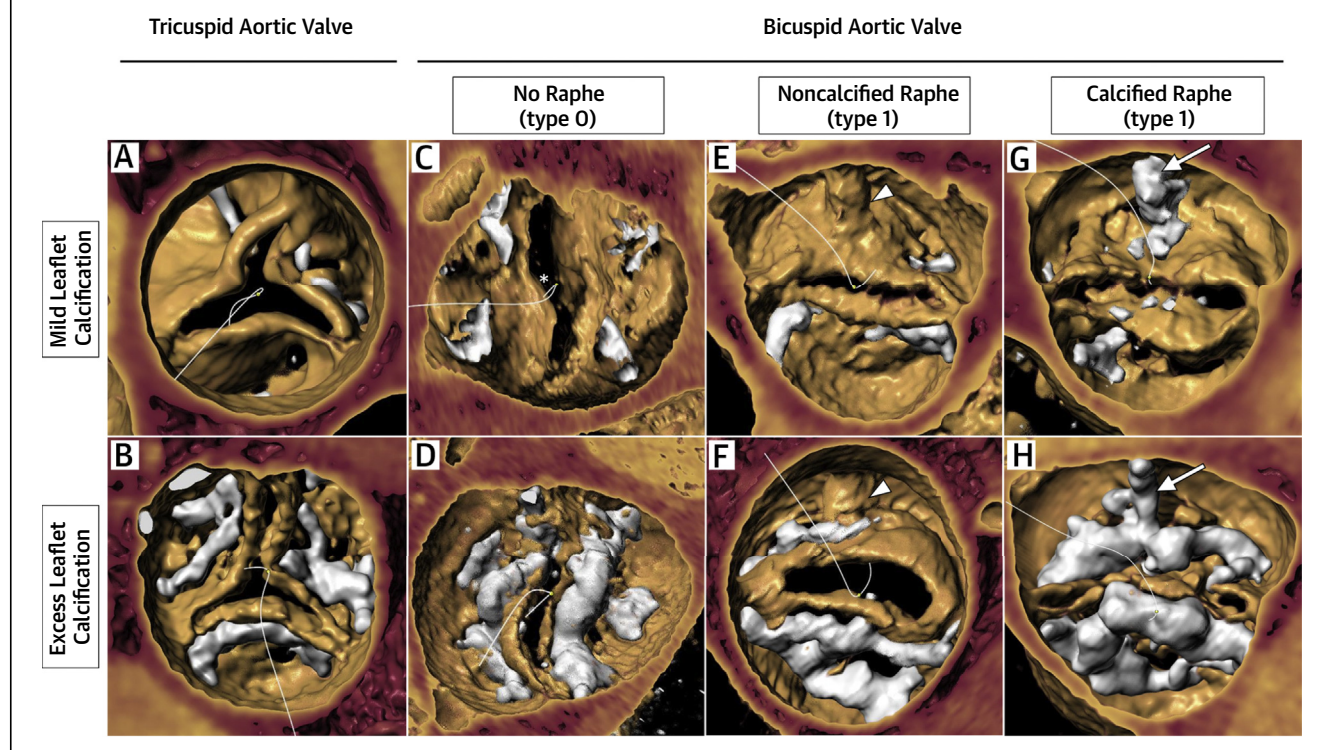 Tricuspid Aortic Valve
Bicuspid Aortic Valve
No Raphe
(type 0)
Noncalcified Raphe
(type 1)
Calcified Raphe
(type 1)
Mild Leaflet
Calcification
A
C
E
G
*
Excess Leaflet
Calcification
B
D
F
H